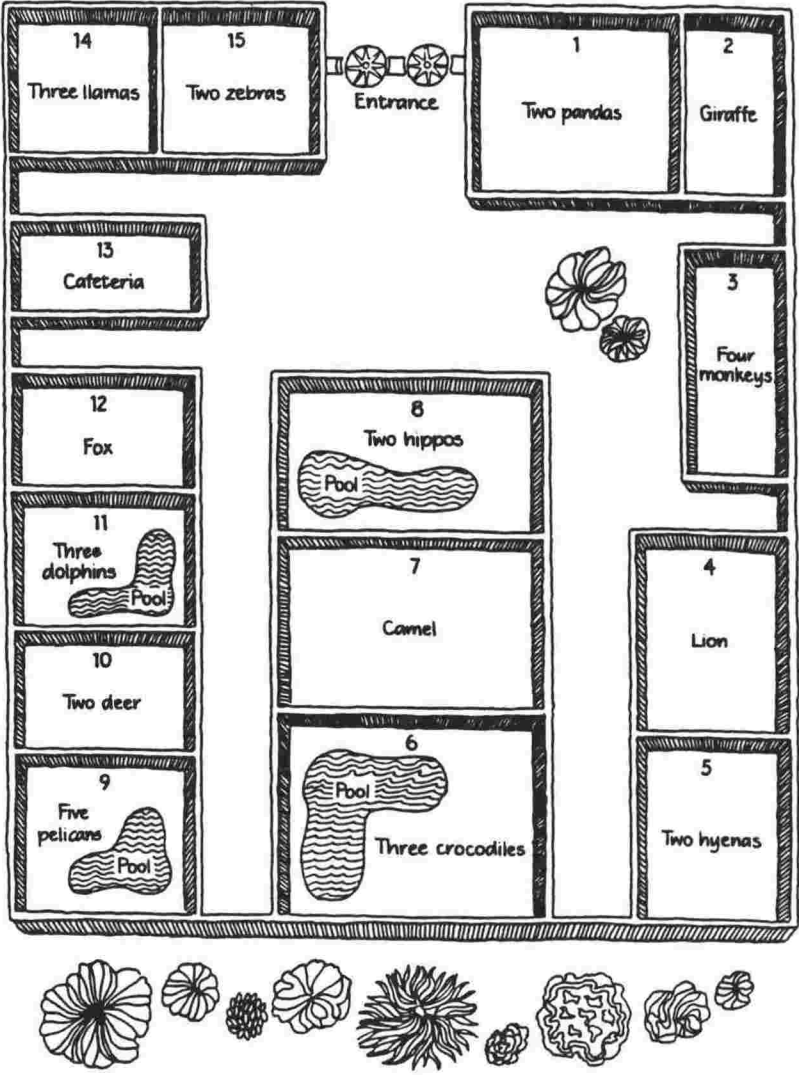 14
Three llamas
15
Two zebras
Entrance
1
Two pandas
2
Giraffe
13
Cafeteria
3
Four
monkeys
12
Fox
8
Two hippos
Pool
11
Three
dolphins
Pool
7
Camel
4
Lion
10
Two deer
6
Pool
Three crocodiles
5
Two hyenas
9
Five
pelicans
Pool